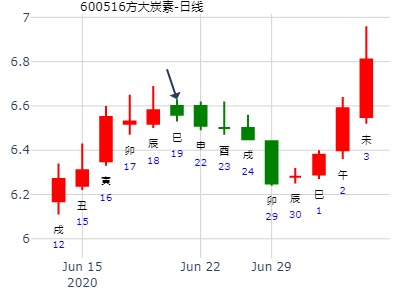 600516方大炭素-日线
7
6.8
6.6
6.4
6.2
6
戌
12
丑
15
寅
16
卯
17
辰
18
巳
19
申
22
酉
23
戌
24
卯
29
辰
30
巳
1
午
2
未
3
Jun 15
2020
Jun 22
Jun 29